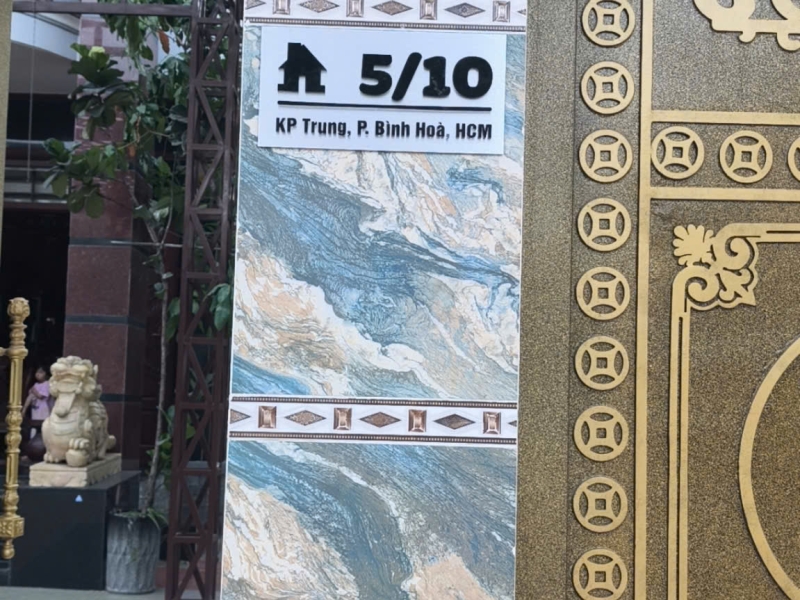 5/10
KP Trung, P. Bình Hoà, HCM